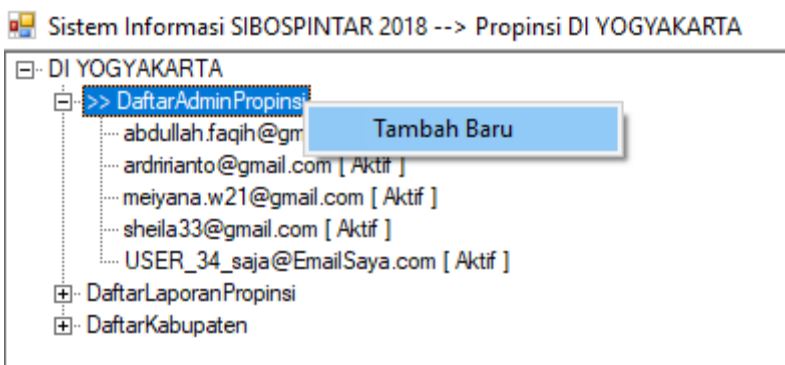 Sistem Informasi SIBOSPINTAR 2018 --> Propinsi DI YOGYAKARTA
DI YOGYAKARTA
>> DaftarAdminPropinsi
Tambah Baru
abdullah.faqih@gm
ardririanto@gmail.com [ Aktif ]
meiyana.w21@gmail.com [ Aktif ]
sheila33@gmail.com [ Aktif ]
USER_34_saja@EmailSaya.com [ Aktif ]
DaftarLaporanPropinsi
DaftarKabupaten